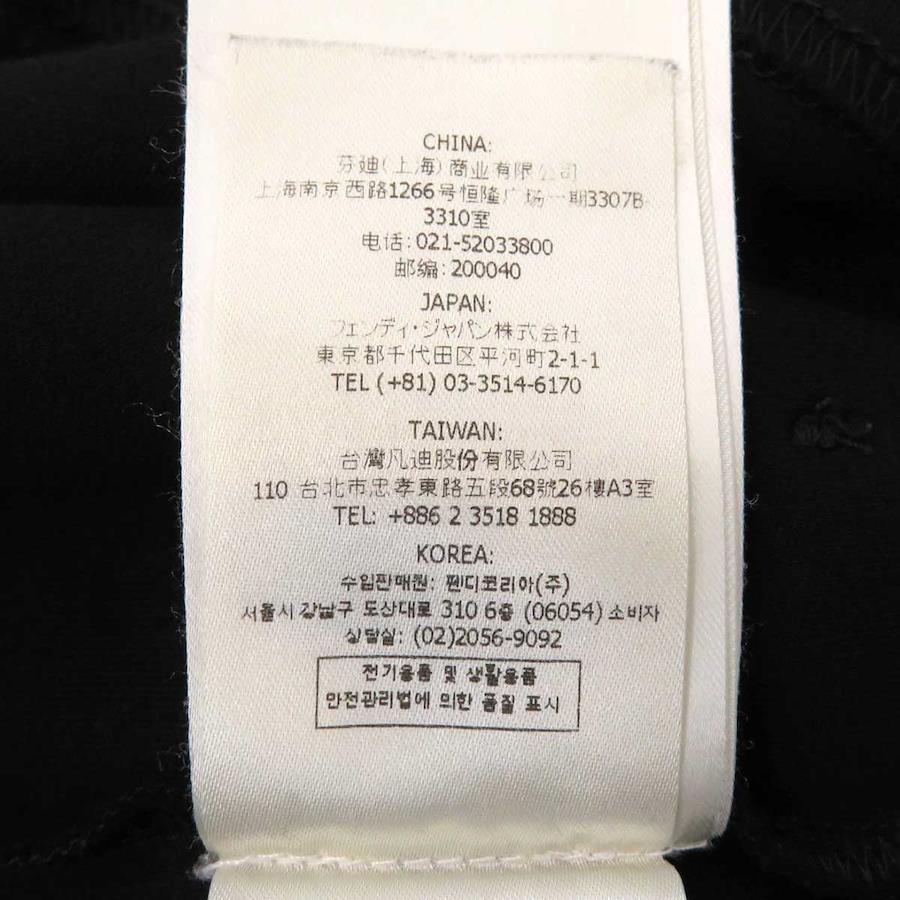 CHINA:
芬迪(上海)商业有限公司
上海南京西路1266号恒隆广场一期3307B-
3310室
电话:021-52033800
邮编:200040
JAPAN:
フェンディ・ジャパン株式会社
東京都千代田区平河町2-1-1
TEL (+81) 03-3514-6170
TAIWAN:
台灣凡迪股份有限公司
110 台北市忠孝東路五段68號26樓A3室
TEL: +886 2 3518 1888
KOREA:
수입판매원: 펜디코리아(주)
서울시 강남구 도산대로 310 6층 (06054) 소비자
상담실: (02)2056-9092
전기용품 및 생활용품
안전관리법에 의한 품질 표시